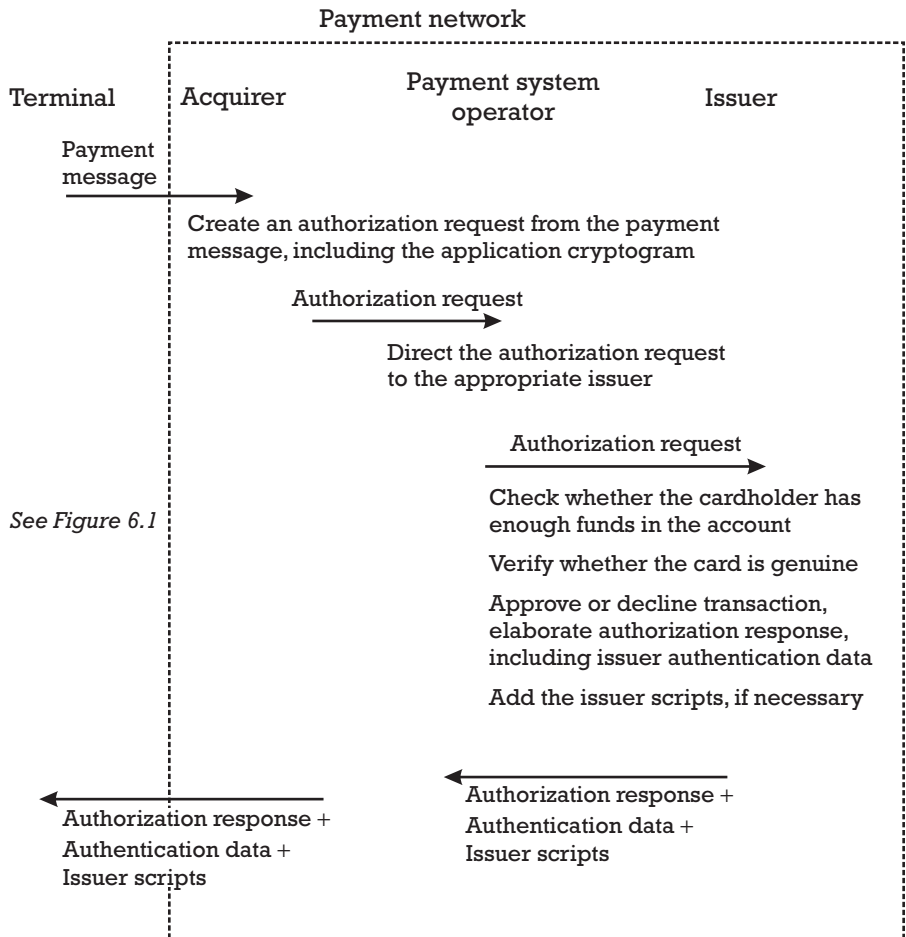 Payment network
Terminal
Acquirer
Payment system
operator
Issuer
Payment
message
Create an authorization request from the payment
message, including the application cryptogram
Authorization request
Direct the authorization request
to the appropriate issuer
Authorization request
See Figure 6.1
Check whether the cardholder has
enough funds in the account
Verify whether the card is genuine
Approve or decline transaction,
elaborate authorization response,
including issuer authentication data
Add the issuer scripts, if necessary
Authorization response +
Authentication data +
Issuer scripts
Authorization response +
Authentication data +
Issuer scripts